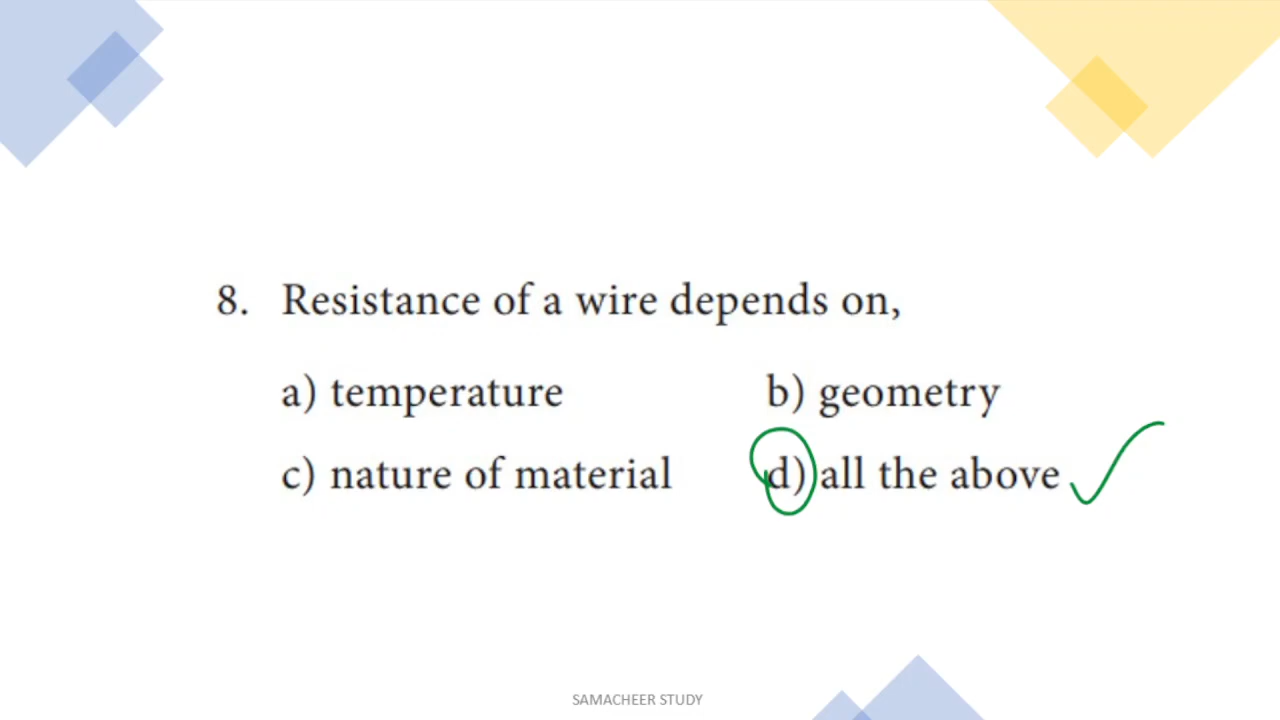 8. Resistance of a wire depends on,
a) temperature b) geometry
c) nature of material d) all the above
SAMACHEER STUDY